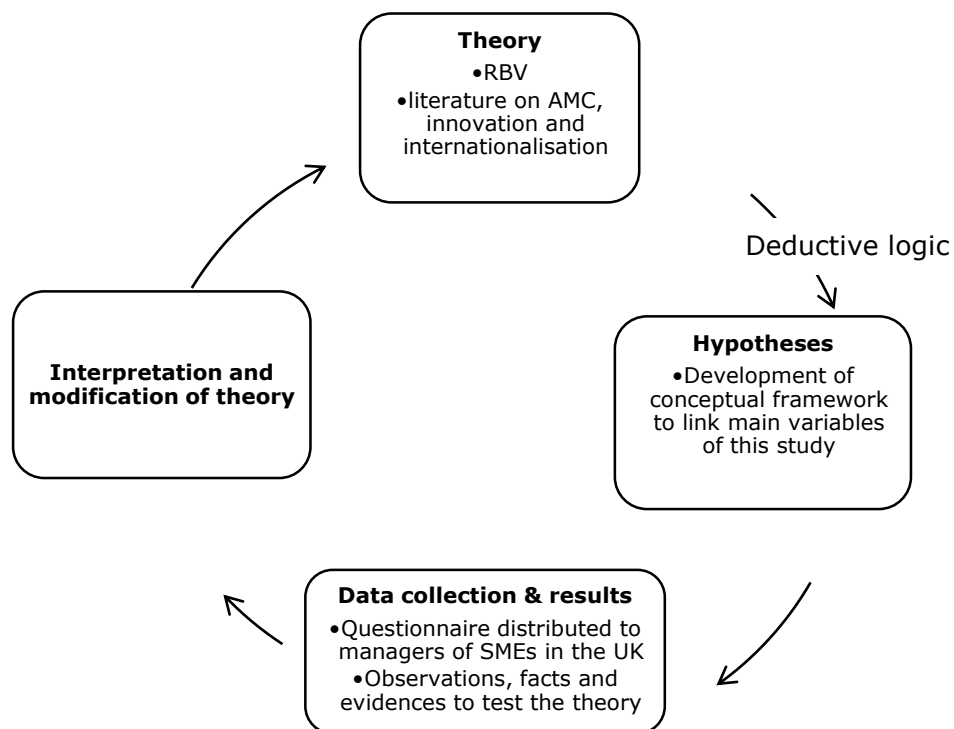 Theory
•RBV
•literature on AMC,
innovation and
internationalisation
Deductive logic
Hypotheses
•Development of
conceptual framework
to link main variables
of this study
Data collection & results
•Questionnaire distributed to
managers of SMEs in the UK
•Observations, facts and
evidences to test the theory
Interpretation and
modification of theory